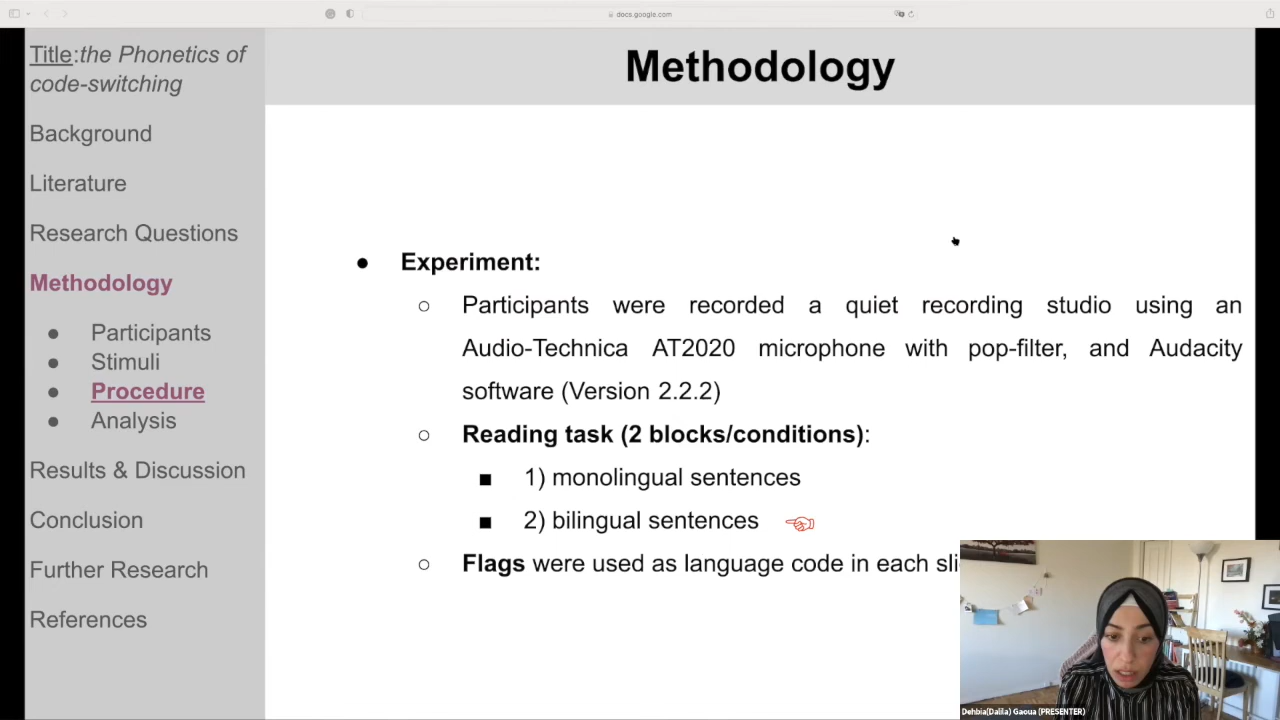 docs.google.com
Title:the Phonetics of
code-switching
Background
Literature
Research Questions
Methodology
Participants
Stimuli
Procedure
Analysis
Results & Discussion
Conclusion
Further Research
References
Methodology
Experiment:
Participants were recorded a quiet recording studio using an
Audio-Technica AT2020 microphone with pop-filter, and Audacity
software (Version 2.2.2)
Reading task (2 blocks/conditions):
1) monolingual sentences
2) bilingual sentences
Flags were used as language code in each
Dehbia(Dalila) Gaoua (PRESENTER)